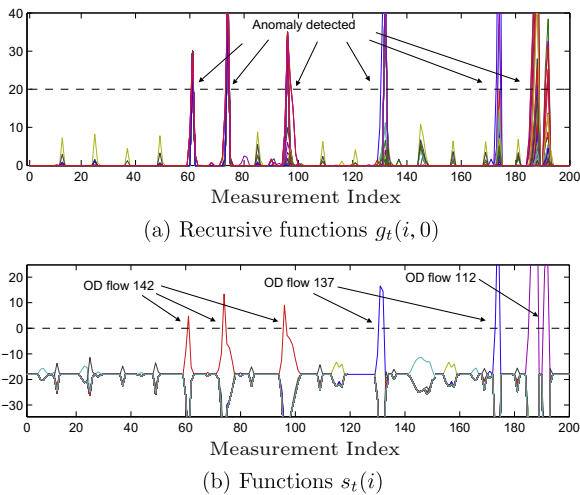 40
30
20
10
0
Anomaly detected
0 20 40 60 80 100 120 140 160 180 200
Measurement Index
(a) Recursive functions g_t(i, 0)
20
10
0
−10
−20
−30
OD flow 142
OD flow 137
OD flow 112
0 20 40 60 80 100 120 140 160 180 200
Measurement Index
(b) Functions s_t(i)